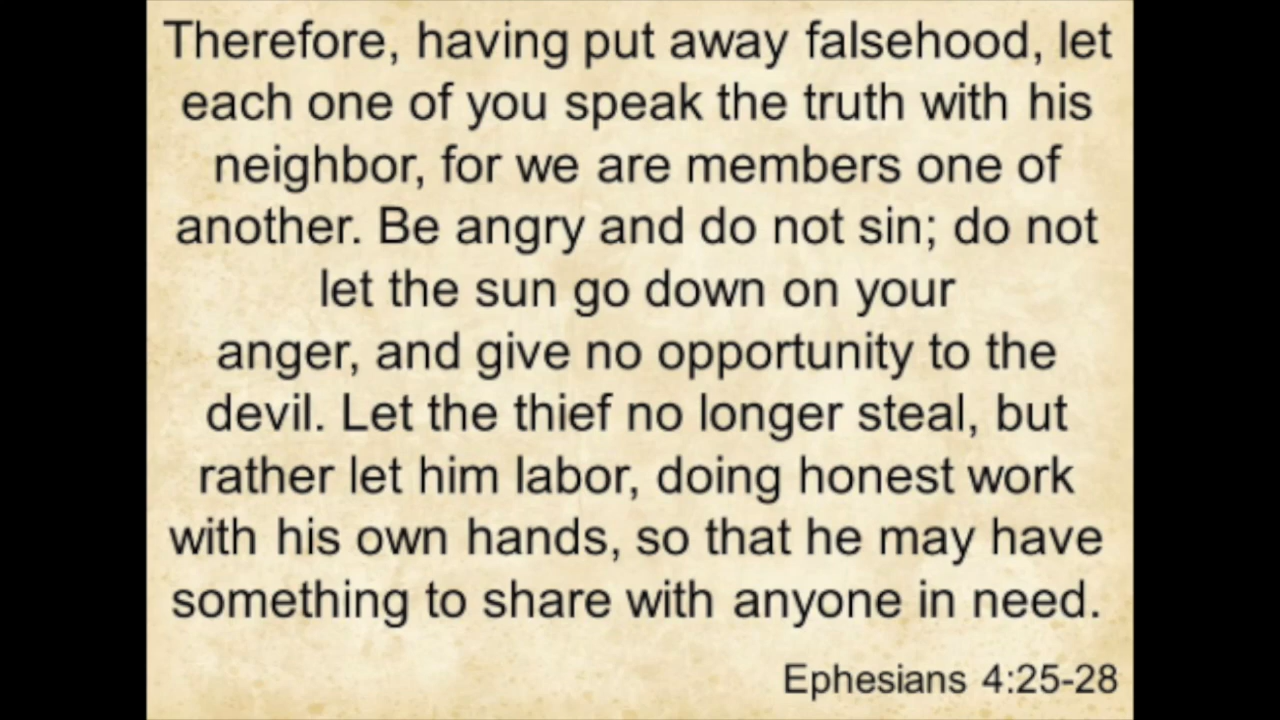 Therefore, having put away falsehood, let
each one of you speak the truth with his
neighbor, for we are members one of
another. Be angry and do not sin; do not
let the sun go down on your
anger, and give no opportunity to the
devil. Let the thief no longer steal, but
rather let him labor, doing honest work
with his own hands, so that he may have
something to share with anyone in need.
Ephesians 4:25-28